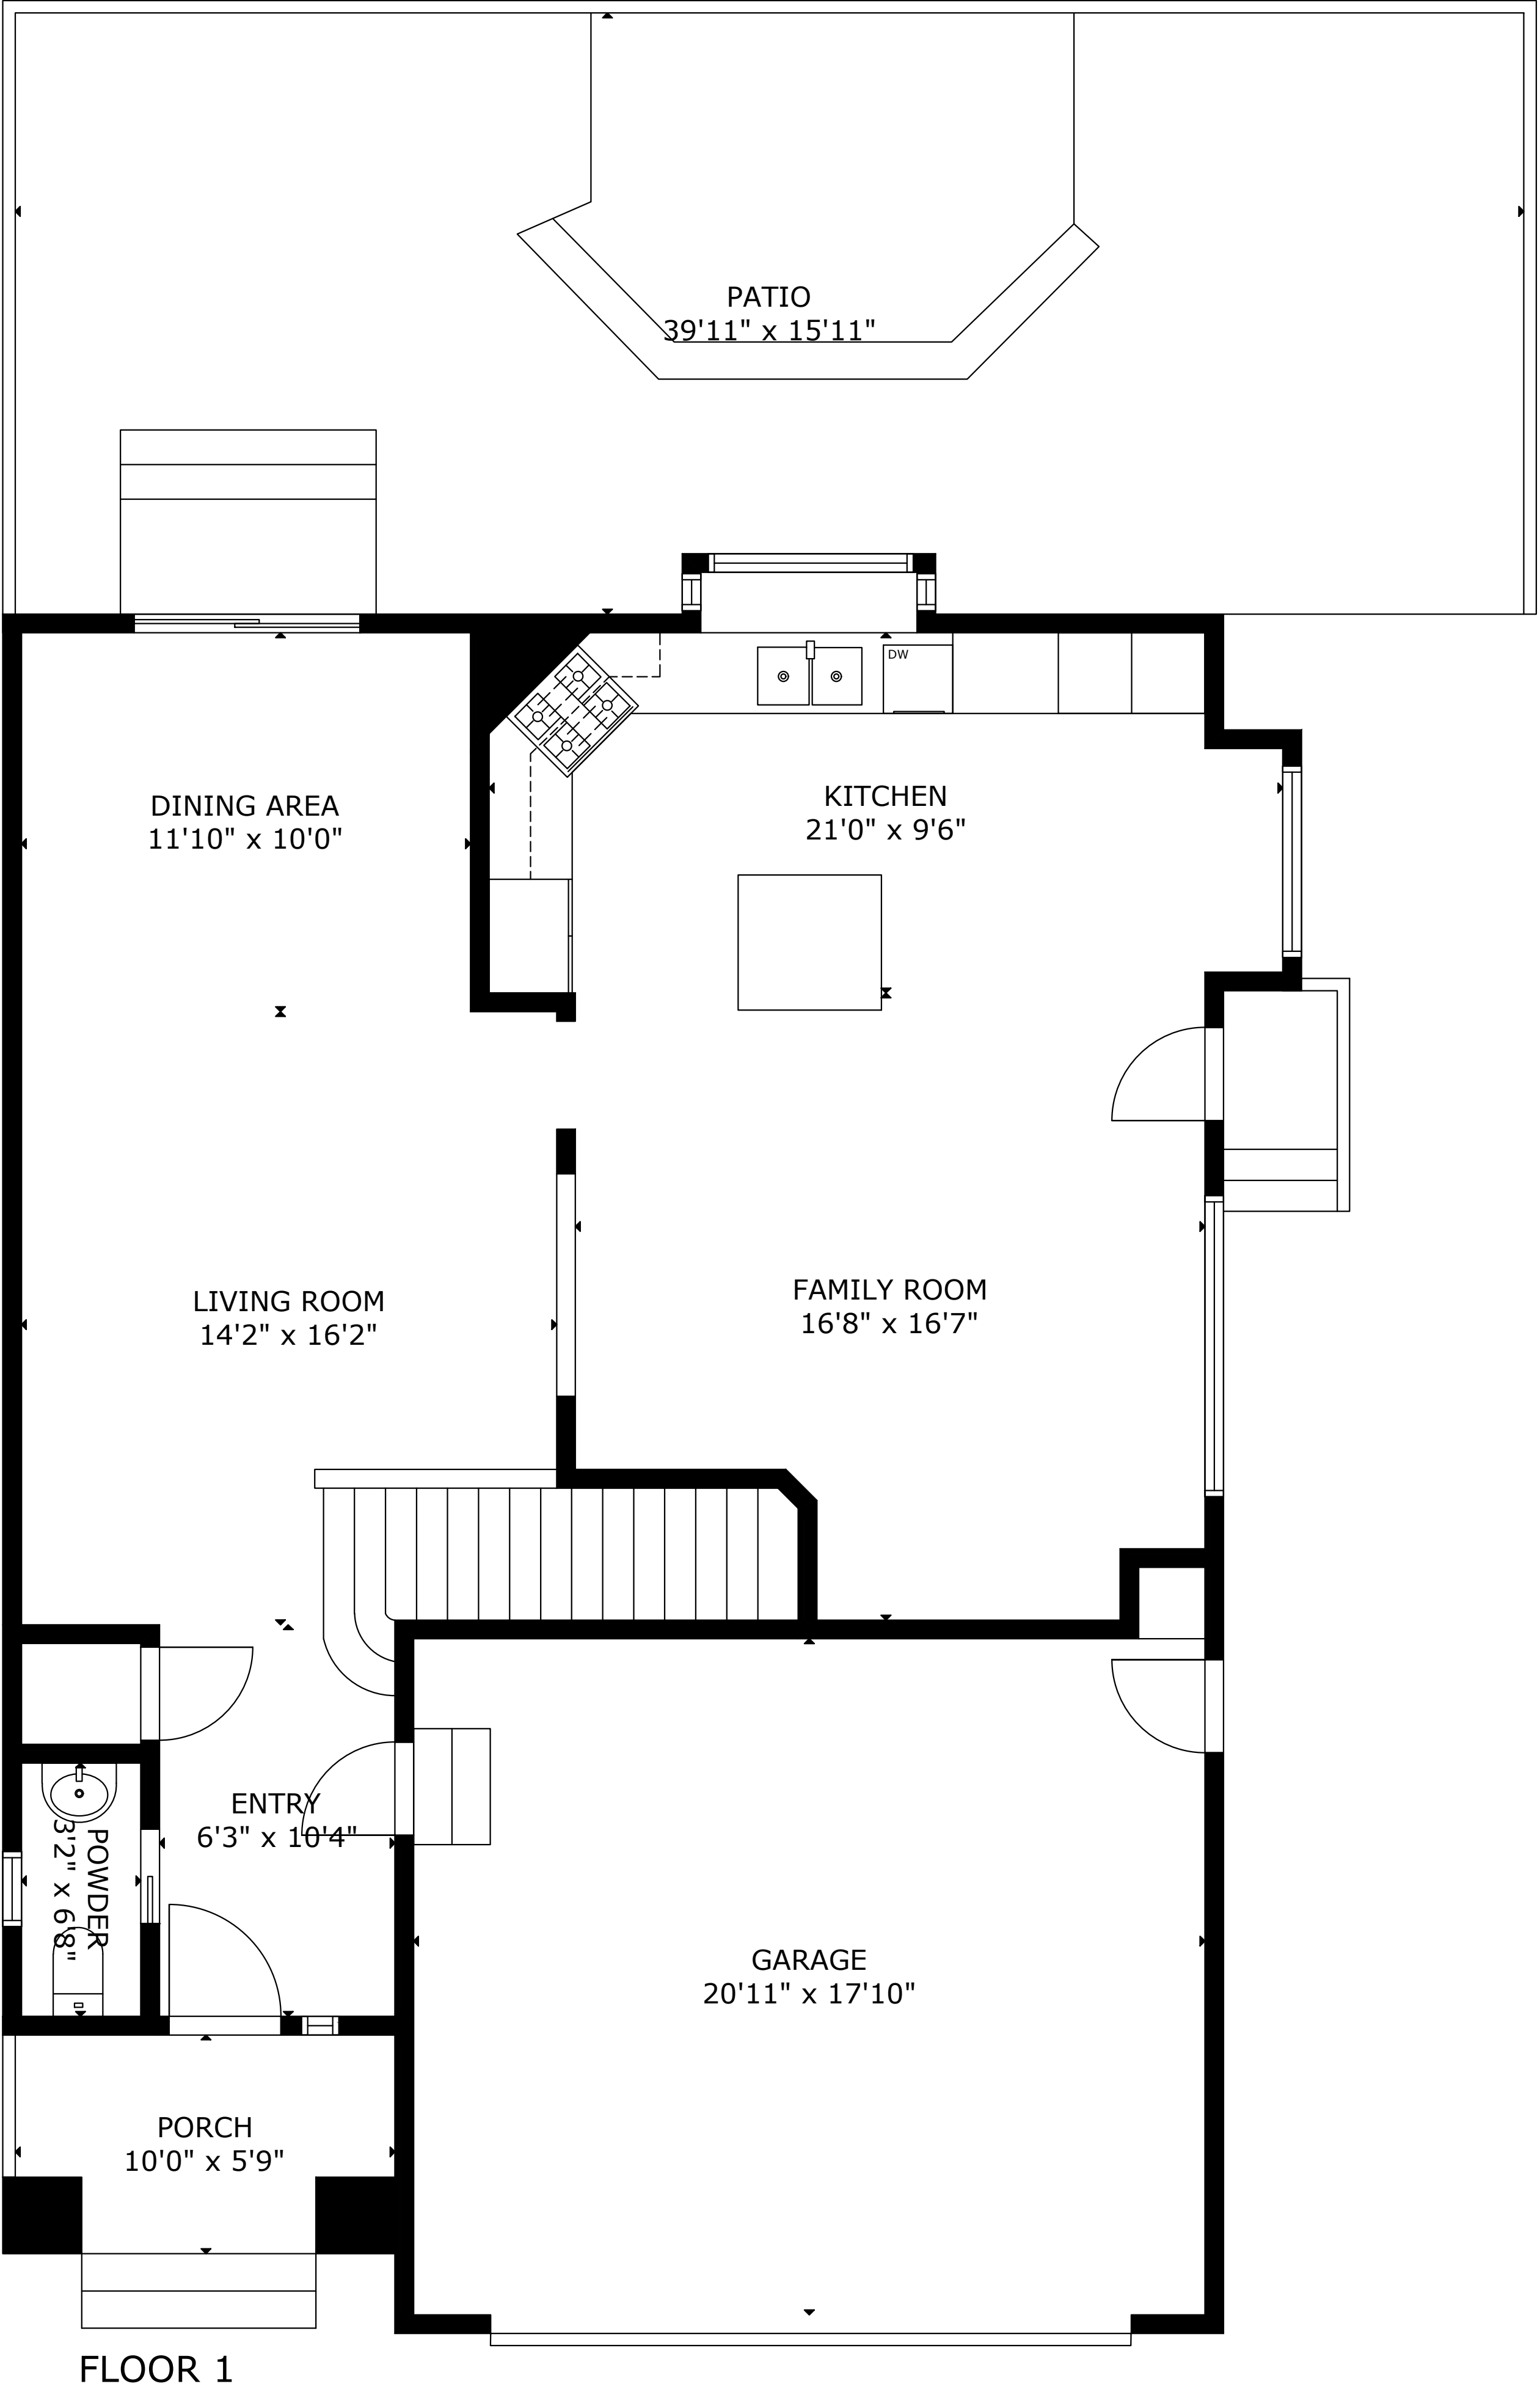 PATIO
39'11" x 15'11"
DW
DINING AREA
11'10" x 10'0"
KITCHEN
21'0" x 9'6"
LIVING ROOM
14'2" x 16'2"
FAMILY ROOM
16'8" x 16'7"
ENTRY
6'3" x 10'4"
POWDER
3'2" x 6'8"
GARAGE
20'11" x 17'10"
PORCH
10'0" x 5'9"
FLOOR 1